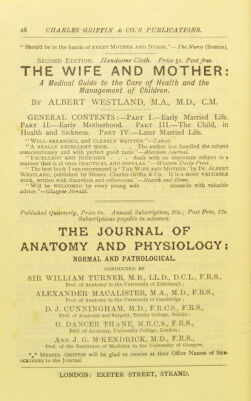 28 CHARLES GRIFFIN & CO.'S PUBLICATIONS.
"Should be in the hands of EVERY MOTHER AND NURSE."—The Nurse (Boston).
SECOND EDITION. Handsome Cloth. Price 5s. Post free.
THE WIFE AND MOTHER:
A Medical Guide to the Care of Health and the
Management of Children.
BY ALBERT WESTLAND, M.A., M.D., C.M.
GENERAL CONTENTS:—PART I.—Early Married Life.
PART II.—Early Motherhood. PART III.—The Child, in
Health and Sickness. PART IV.—Later Married Life.
"WELL-ARRANGED, and CLEARLY WRITTEN."—Lancet.
"A REALLY EXCELLENT BOOK. . . . The author has handled the subject
conscientiously and with perfect good taste."—Aberdeen Journal.
"EXCELLENT AND JUDICIOUS . . . deals with an important subject in a
manner that is at once PRACTICAL AND POPULAR."—Western Daily Press.
"The best book I can recommend is 'THE WIFE AND MOTHER,' by Dr. ALBERT
WESTLAND, published by Messrs. Charles Griffin & Co. It is a MOST VALUABLE
work, written with discretion and refinement."—Hearth and Home.
"Will be WELCOMED by every young wife . . . abounds with valuable
advice."—Glasgow Herald.
Published Quarterly, Price 6s. Annual Subscription, 20s.; Post Free, 21s.
Subscriptions payable in advance.
THE JOURNAL OF
ANATOMY AND PHYSIOLOGY:
NORMAL AND PATHOLOGICAL.
CONDUCTED BY
SIR WILLIAM TURNER, M.B., LL.D., D.C.L., F.R.S.,
Prof. of Anatomy in the University of Edinburgh;
ALEXANDER MACALISTER, M.A., M.D., F.R.S.,
Prof. of Anatomy in the University of Cambridge;
D. J. CUNNINGHAM, M.D., F.R.C.S., F.R.S.,
Prof. of Anatomy and Surgery, Trinity College, Dublin;
G. DANCER THANE, M.R.C.S., F.R.S.,
Prof. of Anatomy, University College, London;
AND J. G. M'KENDRICK, M.D., F.R.S.,
Prof. of the Institutes of Medicine in the University of Glasgow.
*** MESSRS. GRIFFIN will be glad to receive at their Office Names of SUB-
SCRIBERS to the Journal.
LONDON: EXETER STREET, STRAND.